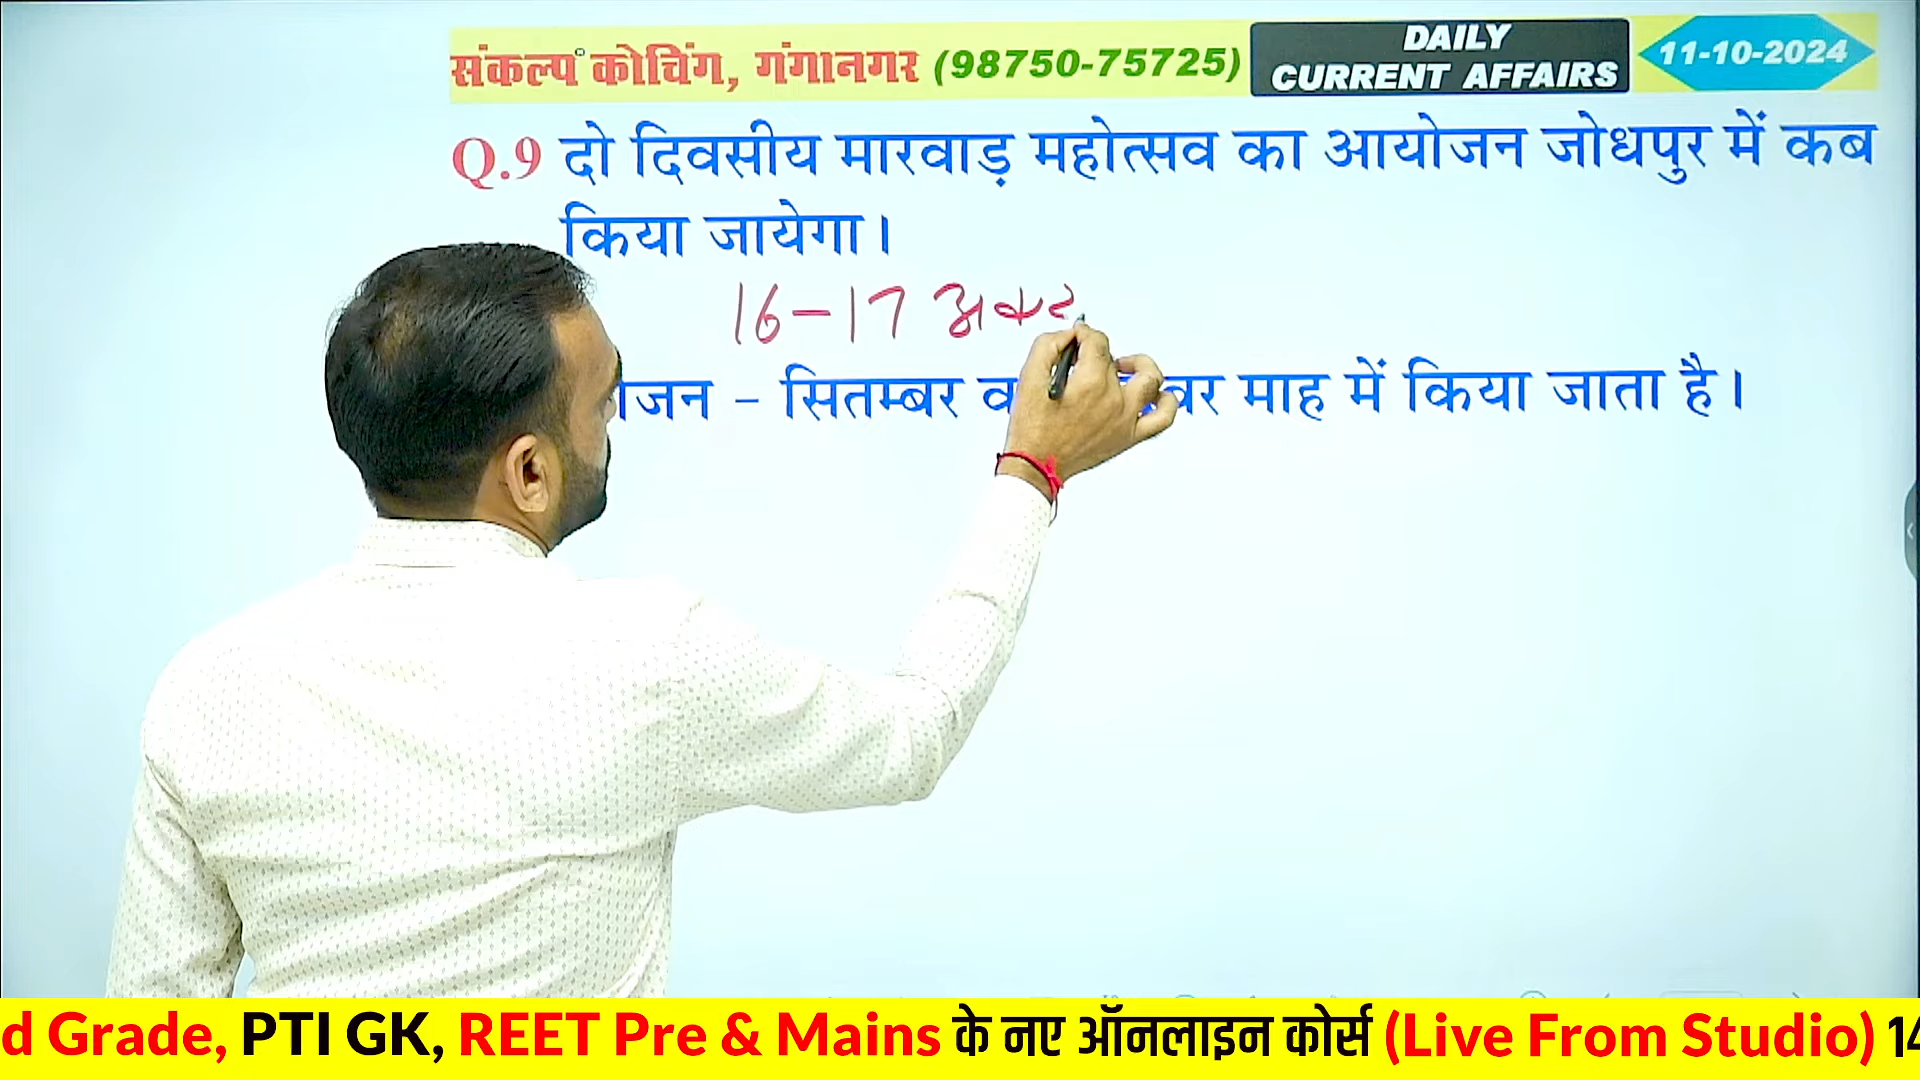 संकल्प कोचिंग, गंगानगर (98750-75725)
DAILY CURRENT AFFAIRS
11-10-2024
Q.9 दो दिवसीय मारवाड़ महोत्सव का आयोजन जोधपुर में कब
किया जायेगा।
16-17
जन - सितम्बर माह में किया जाता है।
d Grade, PTI GK, REET Pre & Mains के नए ऑनलाइन कोर्स (Live From Studio) 14